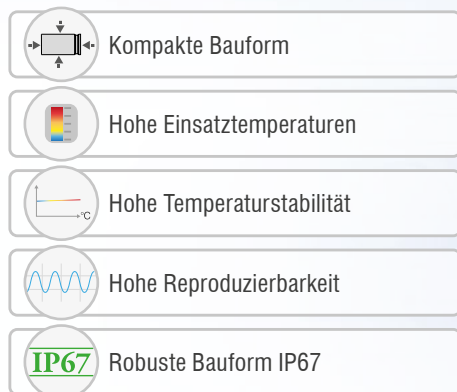 Kompakte Bauform
Hohe Einsatztemperaturen
°C
Hohe Temperaturstabilität
Hohe Reproduzierbarkeit
IP67
Robuste Bauform IP67